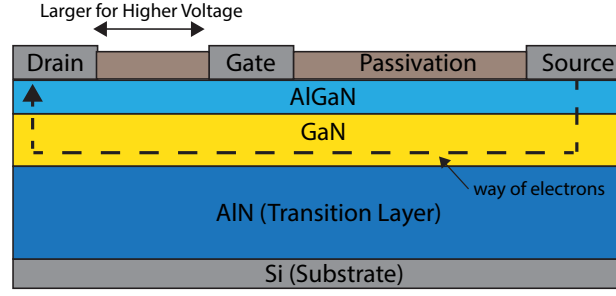 Larger for Higher Voltage
Drain
Gate
Passivation
Source
AlGaN
GaN
way of electrons
AlN (Transition Layer)
Si (Substrate)